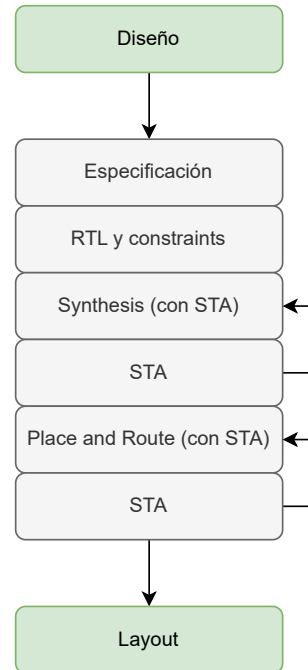 Diseño
Especificación
RTL y constraints
Synthesis (con STA)
STA
Place and Route (con STA)
STA
Layout